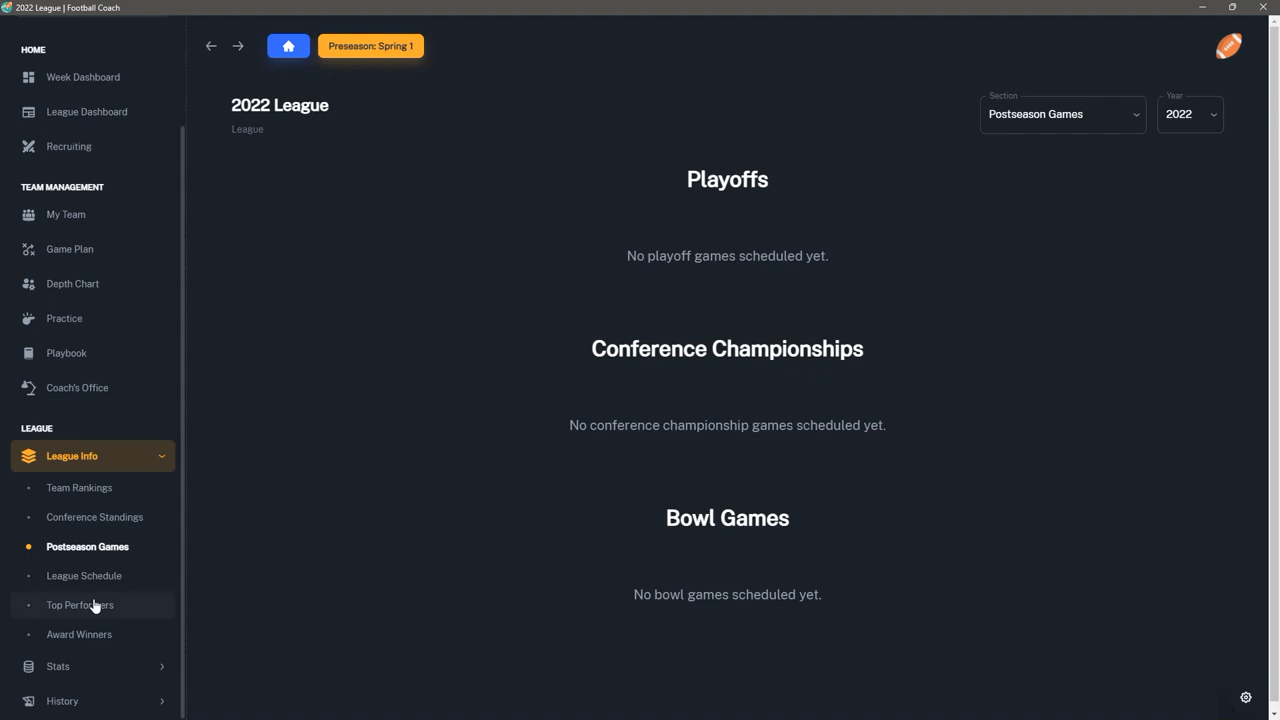 2022 League | Football Coach
HOME
Week Dashboard
League Dashboard
Recruiting
TEAM MANAGEMENT
My Team
Game Plan
Depth Chart
Practice
Playbook
Coach's Office
LEAGUE
League Info
Team Rankings
Conference Standings
Postseason Games
League Schedule
Top Performers
Award Winners
Stats
History
Preseason: Spring 1
2022 League
League
Section
Postseason Games
Year
2022
Playoffs
No playoff games scheduled yet.
Conference Championships
No conference championship games scheduled yet.
Bowl Games
No bowl games scheduled yet.